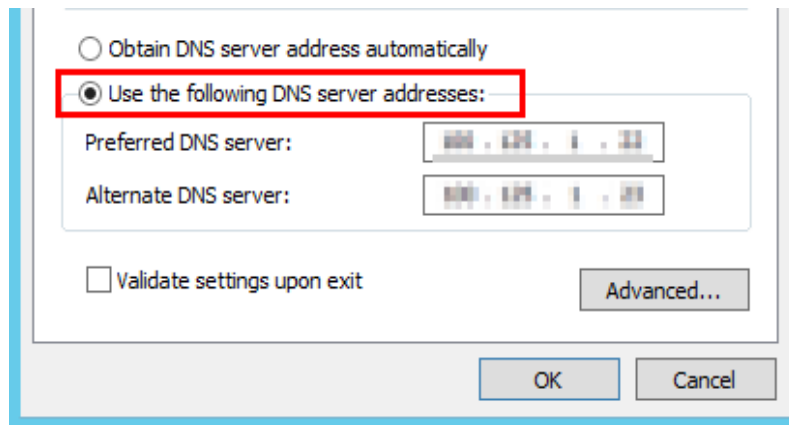 Obtain DNS server address automatically
Use the following DNS server addresses:
Preferred DNS server:
Alternate DNS server:
Validate settings upon exit
Advanced...
OK Cancel